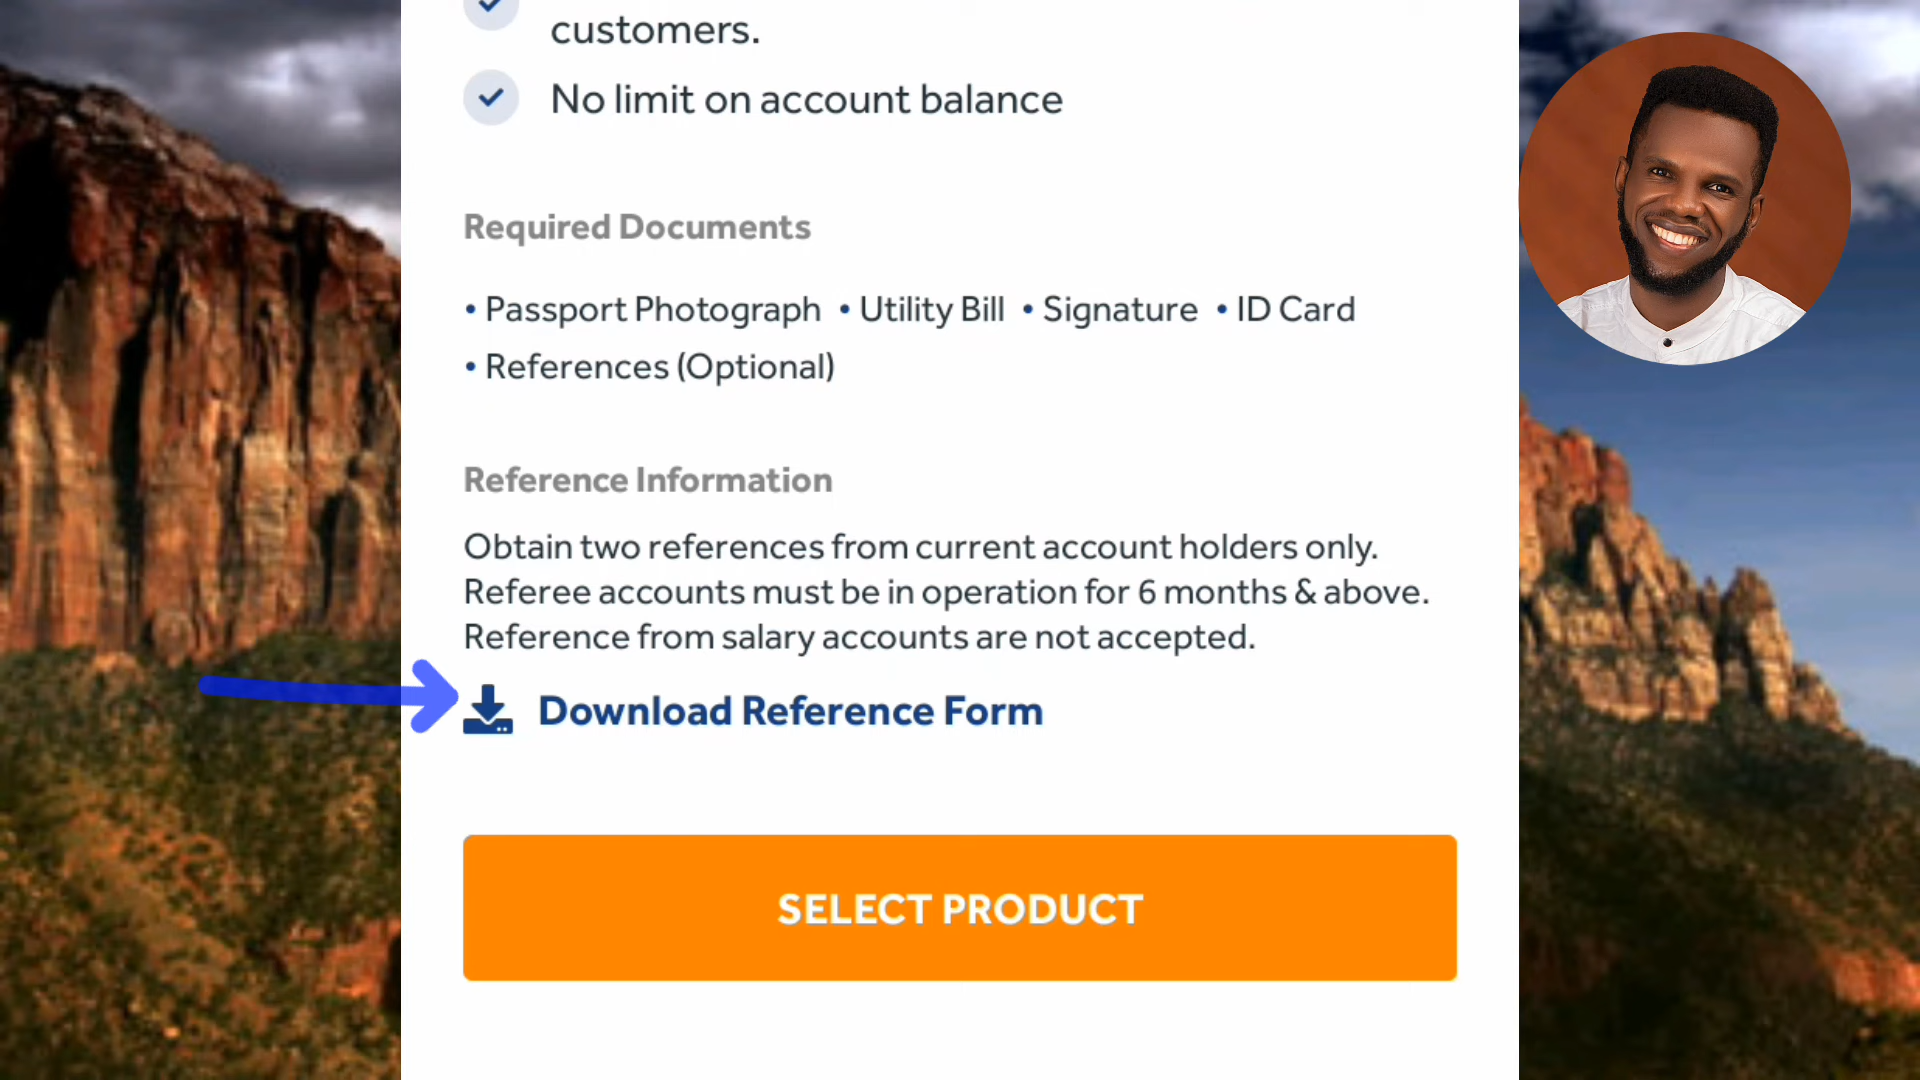 customers.
No limit on account balance
Required Documents
• Passport Photograph • Utility Bill • Signature • ID Card
• References (Optional)
Reference Information
Obtain two references from current account holders only.
Referee accounts must be in operation for 6 months & above.
Reference from salary accounts are not accepted.
Download Reference Form
SELECT PRODUCT